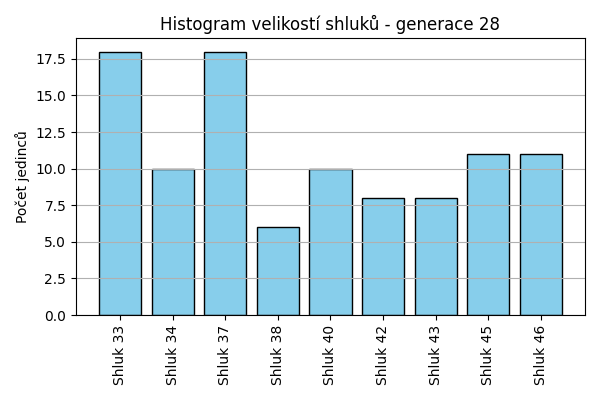 Histogram velikostí shluků - generace 28
Počet jedinců
17.5
15.0
12.5
10.0
7.5
5.0
2.5
0.0
Shluk 33
Shluk 34
Shluk 37
Shluk 38
Shluk 40
Shluk 42
Shluk 43
Shluk 45
Shluk 46